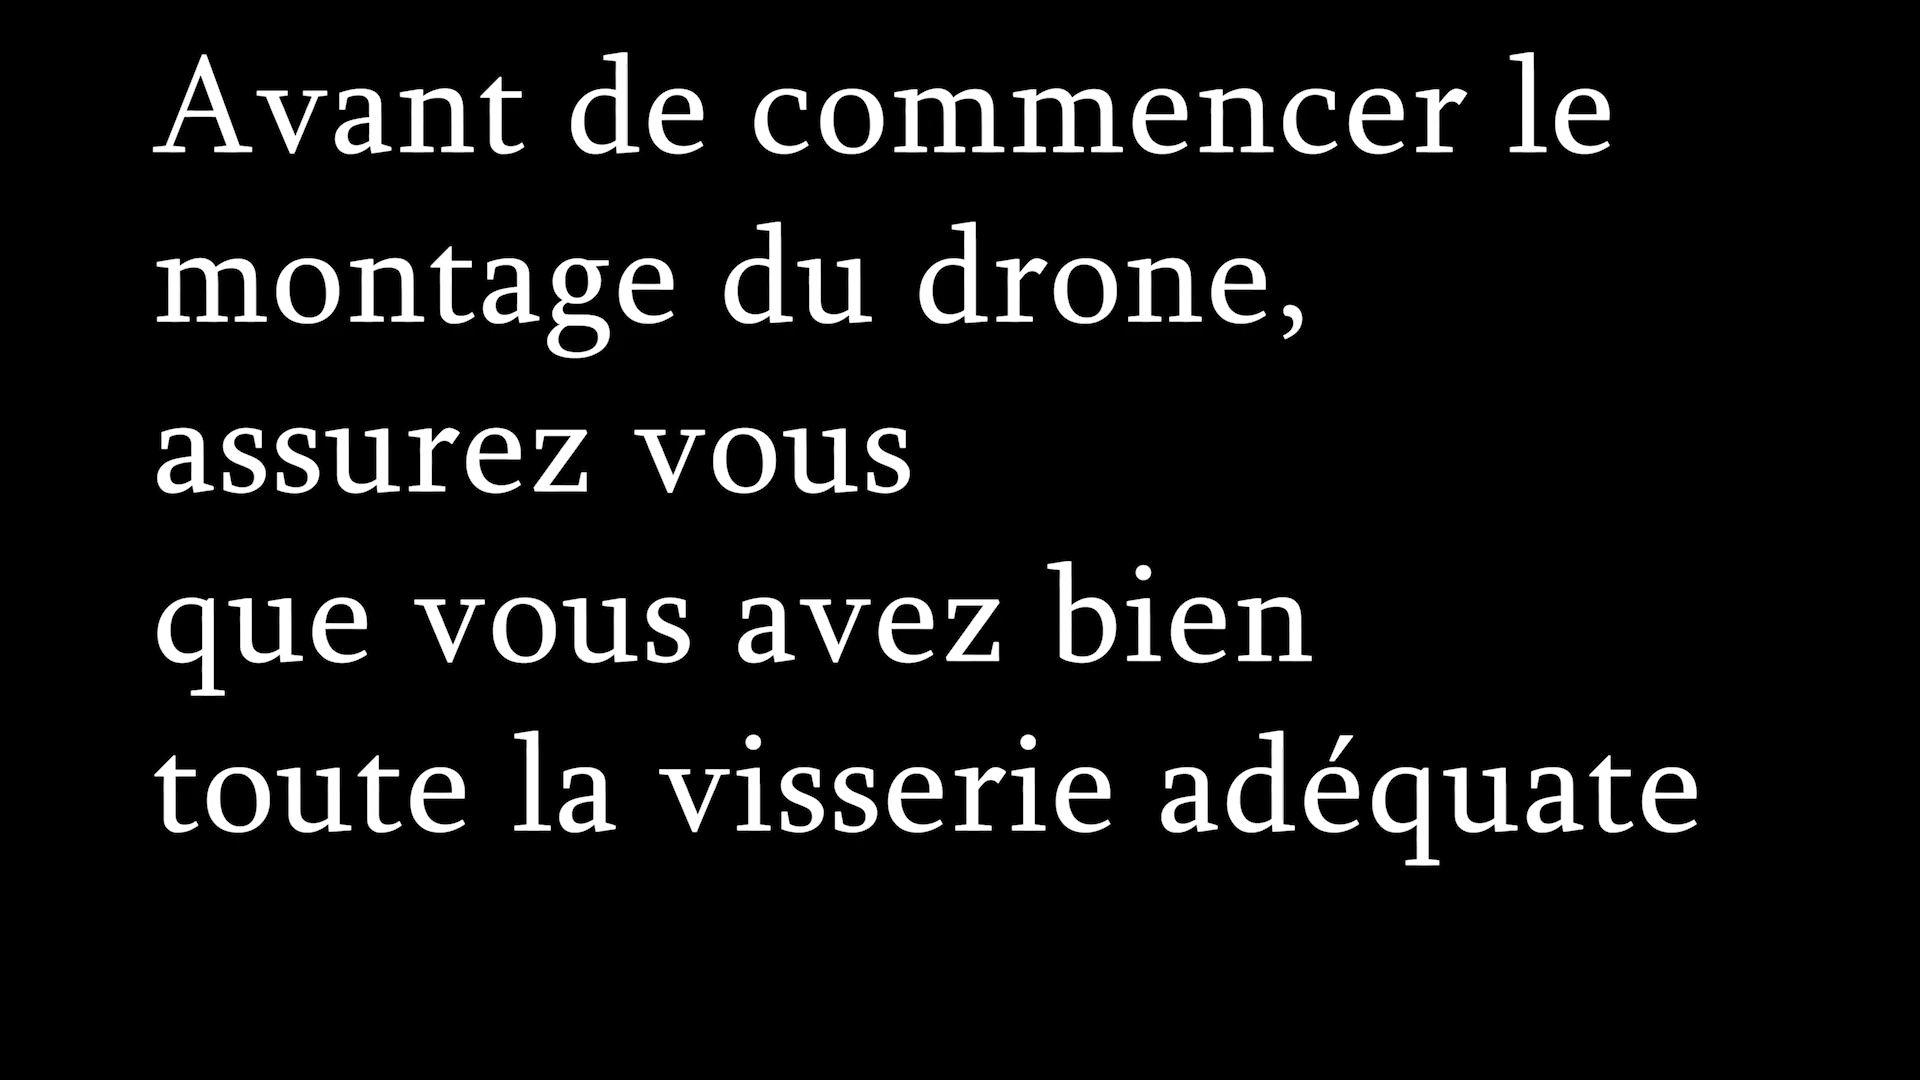 Avant de commencer le
montage du drone,
assurez vous
que vous avez bien
toute la visserie adéquate